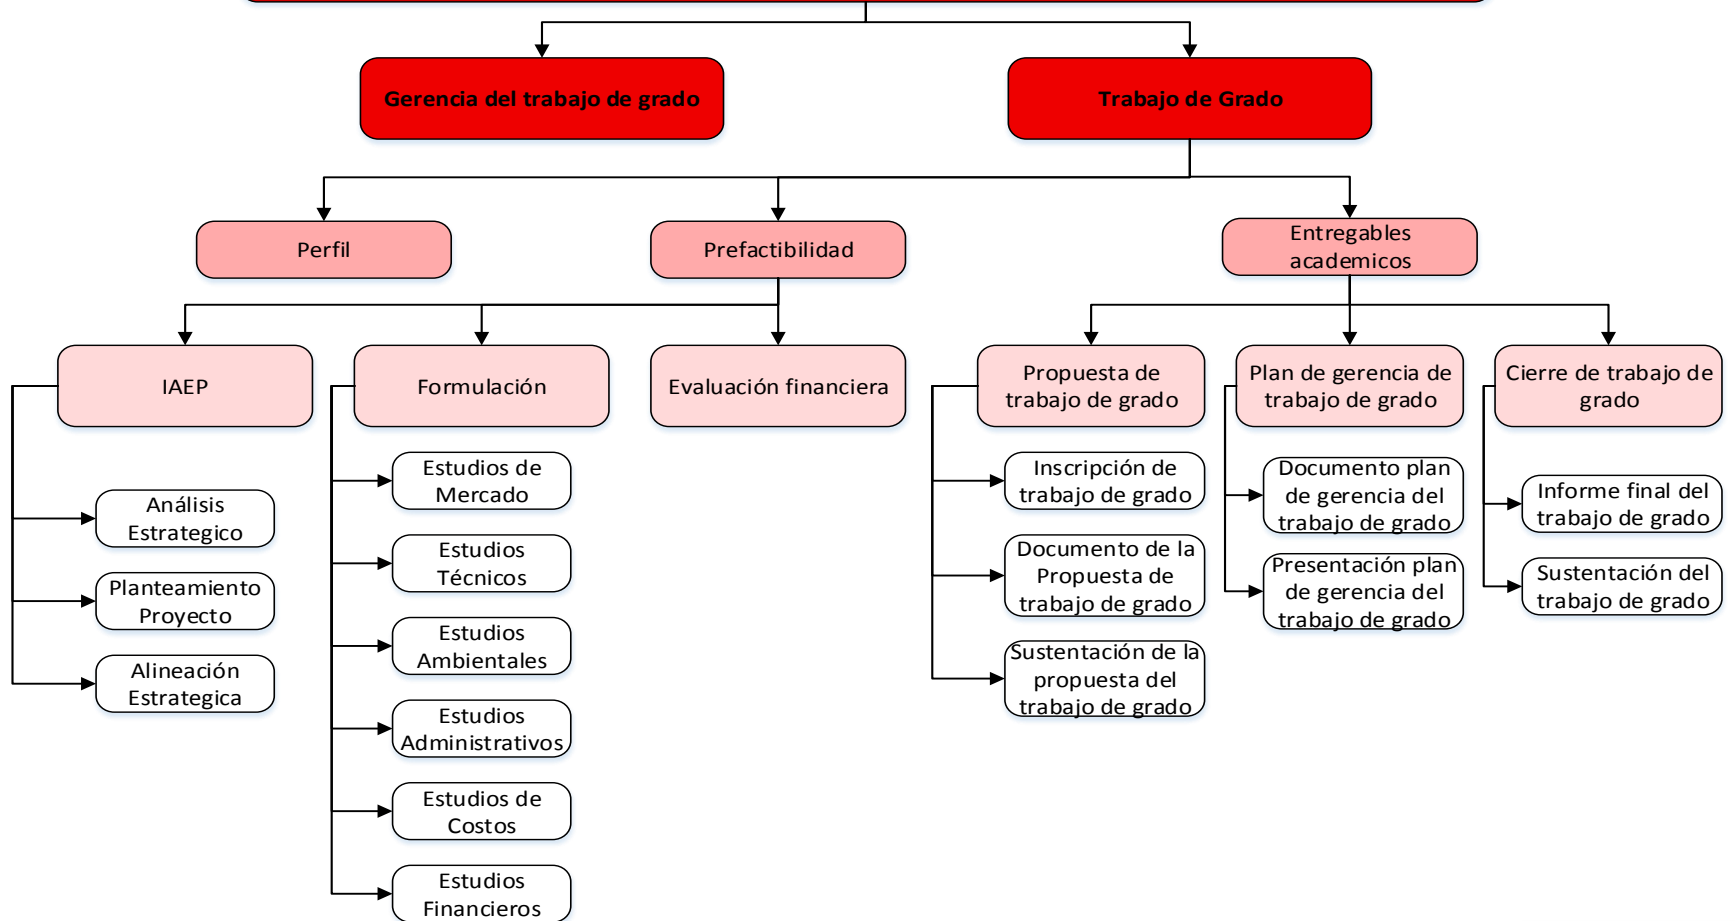 Gerencia del trabajo de grado
Trabajo de Grado
Perfil
Prefactibilidad
Entregables
academicos
IAEP
Formulación
Evaluación financiera
Propuesta de
trabajo de grado
Plan de gerencia de
trabajo de grado
Cierre de trabajo de
grado
Análisis
Estrategico
Planteamiento
Proyecto
Alineación
Estrategica
Estudios de
Mercado
Estudios
Técnicos
Estudios
Ambientales
Estudios
Administrativos
Estudios de
Costos
Estudios
Financieros
Inscripción de
trabajo de grado
Documento de la
Propuesta de
trabajo de grado
Sustentación de la
propuesta del
trabajo de grado
Documento plan
de gerencia del
trabajo de grado
Presentación plan
de gerencia del
trabajo de grado
Informe final del
trabajo de grado
Sustentación del
trabajo de grado